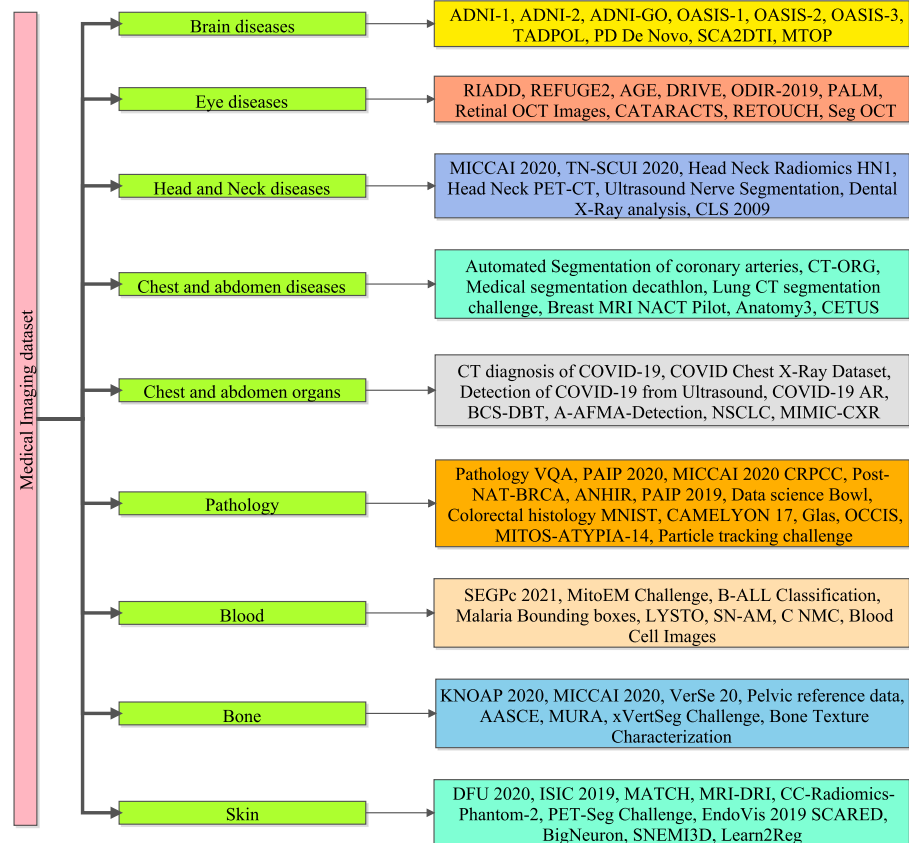 Medical Imaging dataset
Brain diseases
ADNI-1, ADNI-2, ADNI-GO, OASIS-1, OASIS-2, OASIS-3,
TADPOL, PD De Novo, SCA2DTI, MTOP
Eye diseases
RIADD, REFUGE2, AGE, DRIVE, ODIR-2019, PALM,
Retinal OCT Images, CATARACTS, RETOUCH, Seg OCT
Head and Neck diseases
MICCAI 2020, TN-SCUI 2020, Head Neck Radiomics HN1,
Head Neck PET-CT, Ultrasound Nerve Segmentation, Dental
X-Ray analysis, CLS 2009
Chest and abdomen diseases
Automated Segmentation of coronary arteries, CT-ORG,
Medical segmentation decathlon, Lung CT segmentation
challenge, Breast MRI NACT Pilot, Anatomy3, CETUS
Chest and abdomen organs
CT diagnosis of COVID-19, COVID Chest X-Ray Dataset,
Detection of COVID-19 from Ultrasound, COVID-19 AR,
BCS-DBT, A-AFMA-Detection, NSCLC, MIMIC-CXR
Pathology
Pathology VQA, PAIP 2020, MICCAI 2020 CRPCC, Post-
NAT-BRCA, ANHIR, PAIP 2019, Data science Bowl,
Colorectal histology MNIST, CAMELYON 17, Glas, OCCIS,
MITOS-ATYPIA-14, Particle tracking challenge
Blood
SEGPc 2021, MitoEM Challenge, B-ALL Classification,
Malaria Bounding boxes, LYSTO, SN-AM, C NMC, Blood
Cell Images
Bone
KNOAP 2020, MICCAI 2020, VerSe 20, Pelvic reference data,
AASCE, MURA, xVertSeg Challenge, Bone Texture
Characterization
Skin
DFU 2020, ISIC 2019, MATCH, MRI-DRI, CC-Radiomics-
Phantom-2, PET-Seg Challenge, EndoVis 2019 SCARED,
BigNeuron, SNEMI3D, Learn2Reg